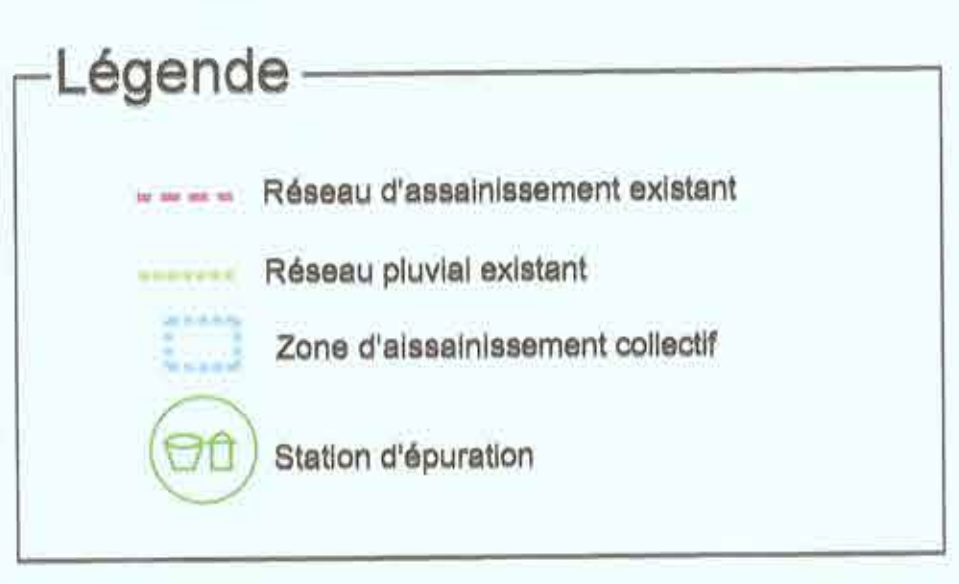 Légende
Réseau d'assainissement existant
Réseau pluvial existant
Zone d'aissainissement collectif
Station d'épuration